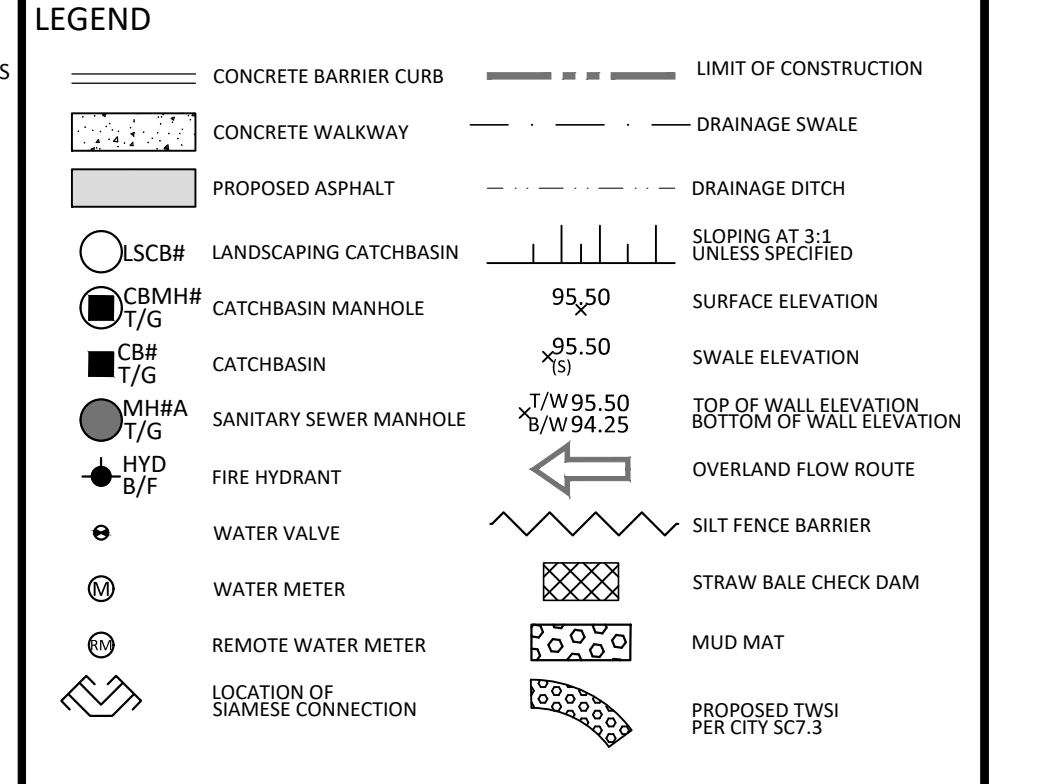 LEGEND
S
CONCRETE BARRIER CURB
CONCRETE WALKWAY
PROPOSED ASPHALT
LSCB# LANDSCAPING CATCHBASIN
CBMH#
T/G
CATCHBASIN MANHOLE
CB#
T/G
CATCHBASIN
MH#A
T/G
SANITARY SEWER MANHOLE
HYD
B/F
FIRE HYDRANT
WATER VALVE
M WATER METER
RM REMOTE WATER METER
LOCATION OF
SIAMESE CONNECTION
LIMIT OF CONSTRUCTION
DRAINAGE SWALE
DRAINAGE DITCH
SLOPING AT 3:1
UNLESS SPECIFIED
95.50 SURFACE ELEVATION
95.50
(S)
SWALE ELEVATION
T/W 95.50
B/W 94.25
TOP OF WALL ELEVATION
BOTTOM OF WALL ELEVATION
OVERLAND FLOW ROUTE
SILT FENCE BARRIER
STRAW BALE CHECK DAM
MUD MAT
PROPOSED TWSI
PER CITY SC7.3